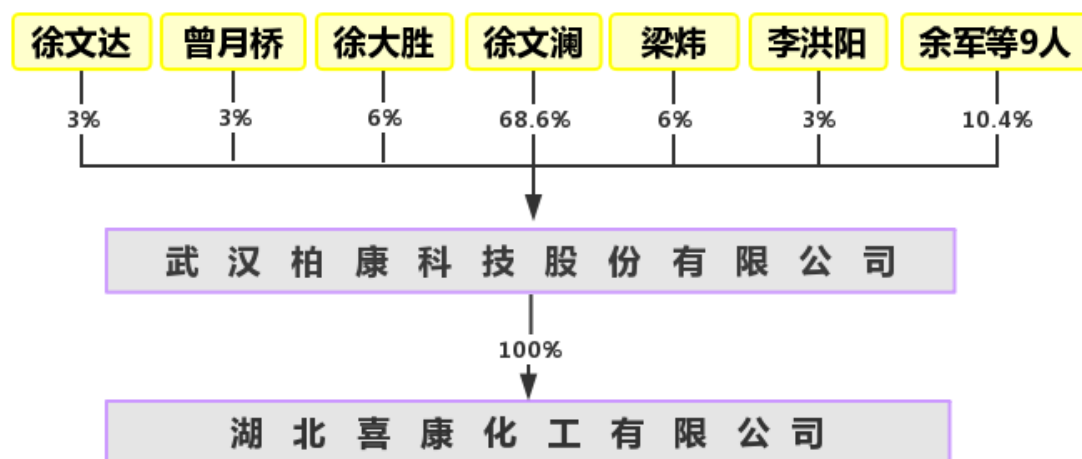 徐文达 曾月桥 徐大胜 徐文澜 梁炜 李洪阳 余军等9人
3% 3% 6% 68.6% 6% 3% 10.4%
武汉柏康科技股份有限公司
100%
湖北喜康化工有限公司